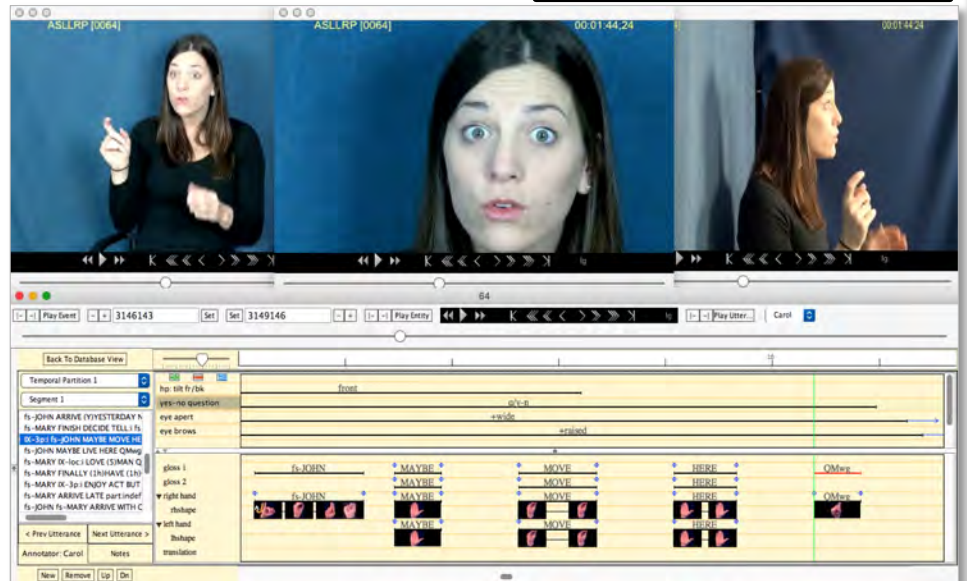 ASLLRP [0064]
ASLLRP [0064] 00:01:44;24
00:01:44;24
lg
lg
64
Play Event - + 3146143 Set Set 3149146 - + Play Entity lg Play Utter... Carol
Back To Database View
Temporal Partition 1
Segment 1
fs-JOHN ARRIVE (Y)YESTERDAY N
fs-MARY FINISH DECIDE TELL:i fs
IX-3p:i fs-JOHN MAYBE MOVE HE
fs-JOHN MAYBE LIVE HERE QMwg
fs-MARY IX-loc:i LOVE (5)MAN Q
fs-MARY FINALLY (1h)HAVE (1h)
fs-MARY IX-3p:i ENJOY ACT BUT
fs-MARY ARRIVE LATE part:indef
fs-JOHN fs-MARY ARRIVE WITH C
< Prev Utterance Next Utterance >
Annotator: Carol Notes
New Remove Up Dn
hp: tilt fr/bk front
yes-no question q/y-n
eye apert +wide
eye brows +raised
gloss 1 fs-JOHN MAYBE MOVE HERE QMwg
gloss 2
right hand fs-JOHN MAYBE MOVE HERE QMwg
rhshape
left hand MAYBE MOVE HERE
lhshape
translation